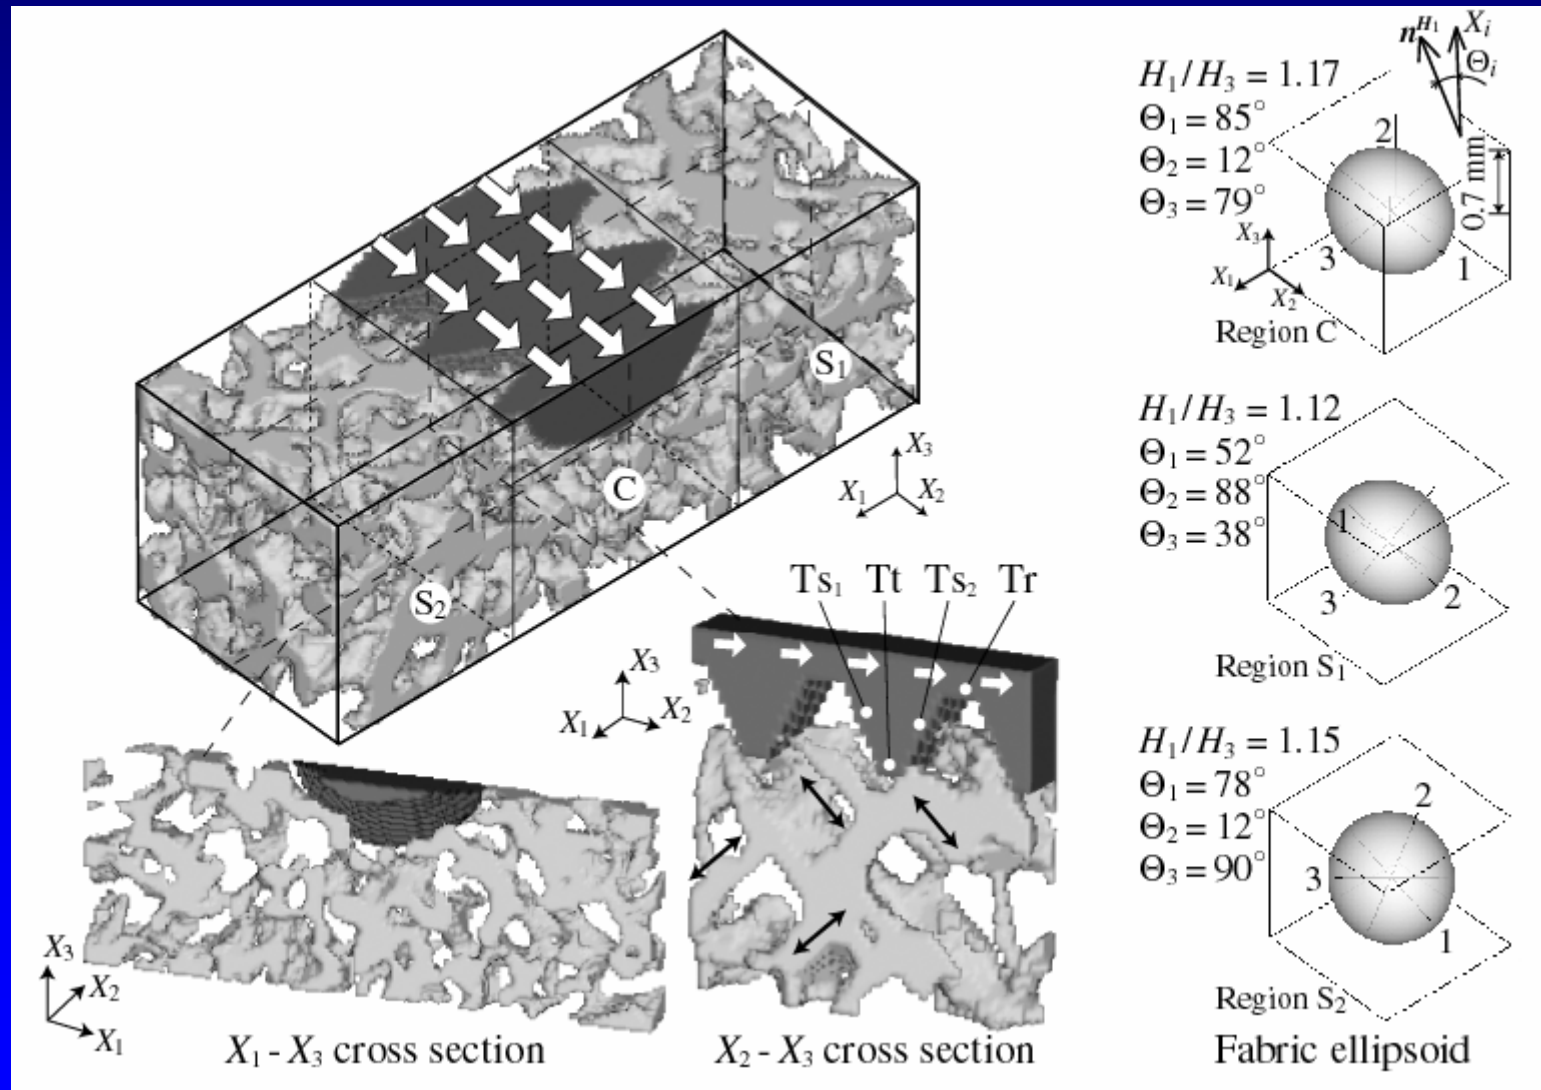 S₁
C
S₂
X₃
X₁ X₂
Ts₁ Tt Ts₂ Tr
X₃
X₁ X₂
X₃
X₂
X₁
X₁ - X₃ cross section
X₂ - X₃ cross section
n^H₁ Xᵢ
Θᵢ
H₁/H₃ = 1.17
Θ₁ = 85°
Θ₂ = 12°
Θ₃ = 79°
2
0.7 mm
3
1
X₃
X₁
X₂
Region C
H₁/H₃ = 1.12
Θ₁ = 52°
Θ₂ = 88°
Θ₃ = 38°
1
3
2
Region S₁
H₁/H₃ = 1.15
Θ₁ = 78°
Θ₂ = 12°
Θ₃ = 90°
2
3
1
Region S₂
Fabric ellipsoid